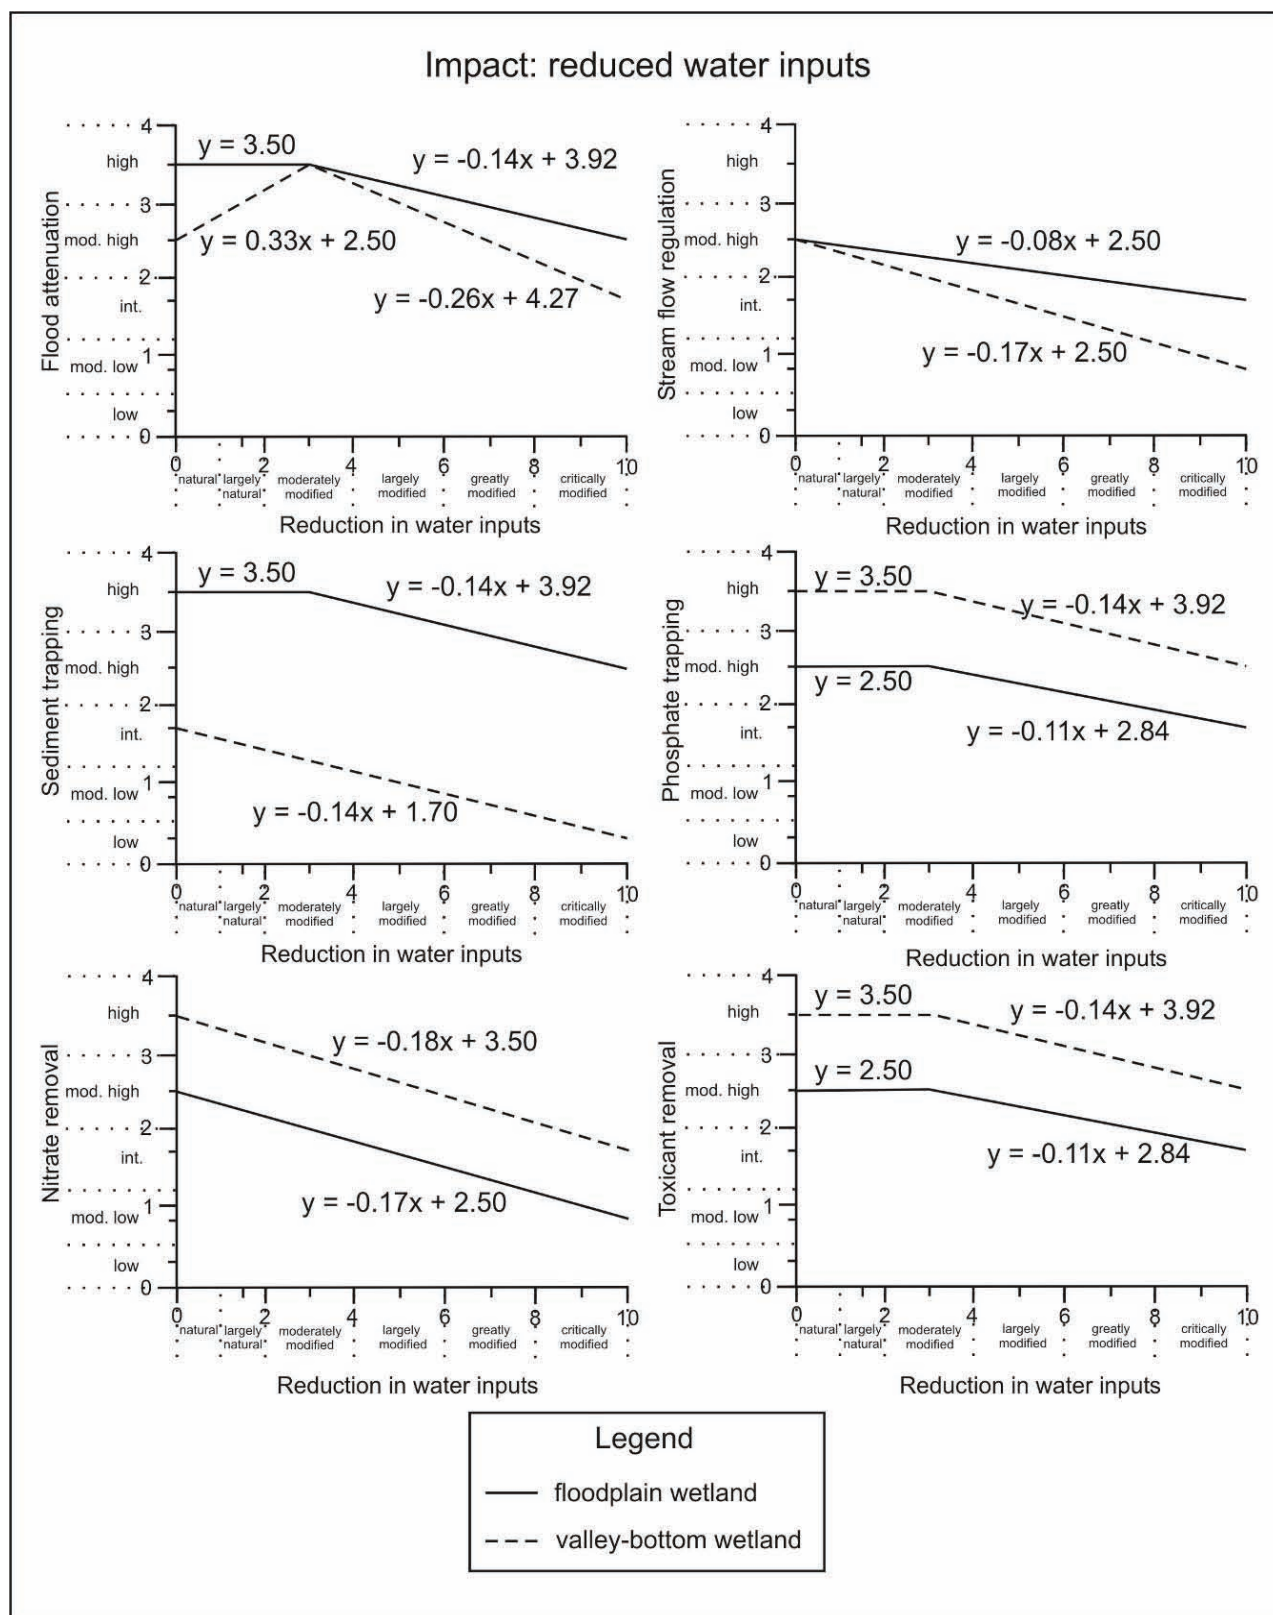 Impact: reduced water inputs
Flood attenuation
4
high
3
mod. high
2
int.
1
mod. low
low
0
y = 3.50
y = -0.14x + 3.92
y = 0.33x + 2.50
y = -0.26x + 4.27
0 2 4 6 8 10
natural largely natural moderately modified largely modified greatly modified critically modified
Reduction in water inputs
Stream flow regulation
4
high
3
mod. high
2
int.
1
mod. low
low
0
y = -0.08x + 2.50
y = -0.17x + 2.50
0 2 4 6 8 10
natural largely natural moderately modified largely modified greatly modified critically modified
Reduction in water inputs
Sediment trapping
4
high
3
mod. high
2
int.
1
mod. low
low
0
y = 3.50
y = -0.14x + 3.92
y = -0.14x + 1.70
0 2 4 6 8 10
natural largely natural moderately modified largely modified greatly modified critically modified
Reduction in water inputs
Phosphate trapping
4
high
3
mod. high
2
int.
1
mod. low
low
0
y = 3.50
y = -0.14x + 3.92
y = 2.50
y = -0.11x + 2.84
0 2 4 6 8 10
natural largely natural moderately modified largely modified greatly modified critically modified
Reduction in water inputs
Nitrate removal
4
high
3
mod. high
2
int.
1
mod. low
low
0
y = -0.18x + 3.50
y = -0.17x + 2.50
0 2 4 6 8 10
natural largely natural moderately modified largely modified greatly modified critically modified
Reduction in water inputs
Toxicant removal
4
high
3
mod. high
2
int.
1
mod. low
low
0
y = 3.50
y = -0.14x + 3.92
y = 2.50
y = -0.11x + 2.84
0 2 4 6 8 10
natural largely natural moderately modified largely modified greatly modified critically modified
Reduction in water inputs
Legend
floodplain wetland
valley-bottom wetland